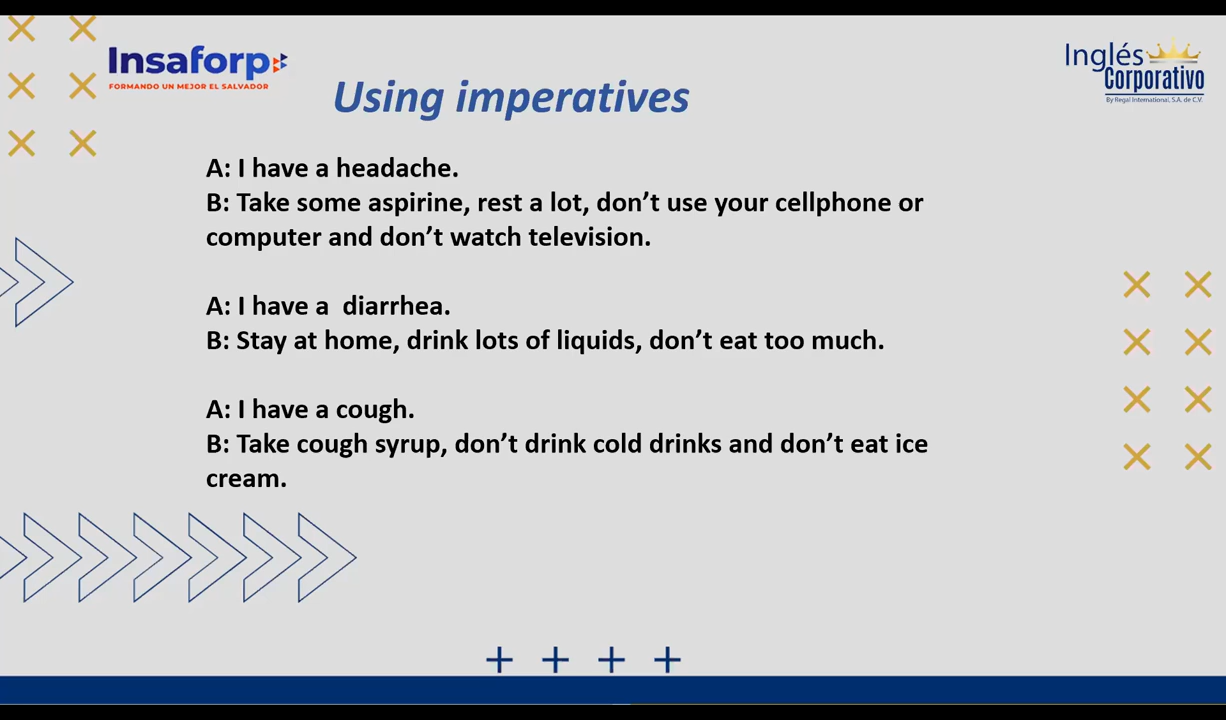 Insaforp
FORMANDO UN MEJOR EL SALVADOR
Inglés
Corporativo
By Regal International, S.A. de C.V.
Using imperatives
A: I have a headache.
B: Take some aspirine, rest a lot, don’t use your cellphone or
computer and don’t watch television.
A: I have a  diarrhea.
B: Stay at home, drink lots of liquids, don’t eat too much.
A: I have a cough.
B: Take cough syrup, don’t drink cold drinks and don’t eat ice
cream.